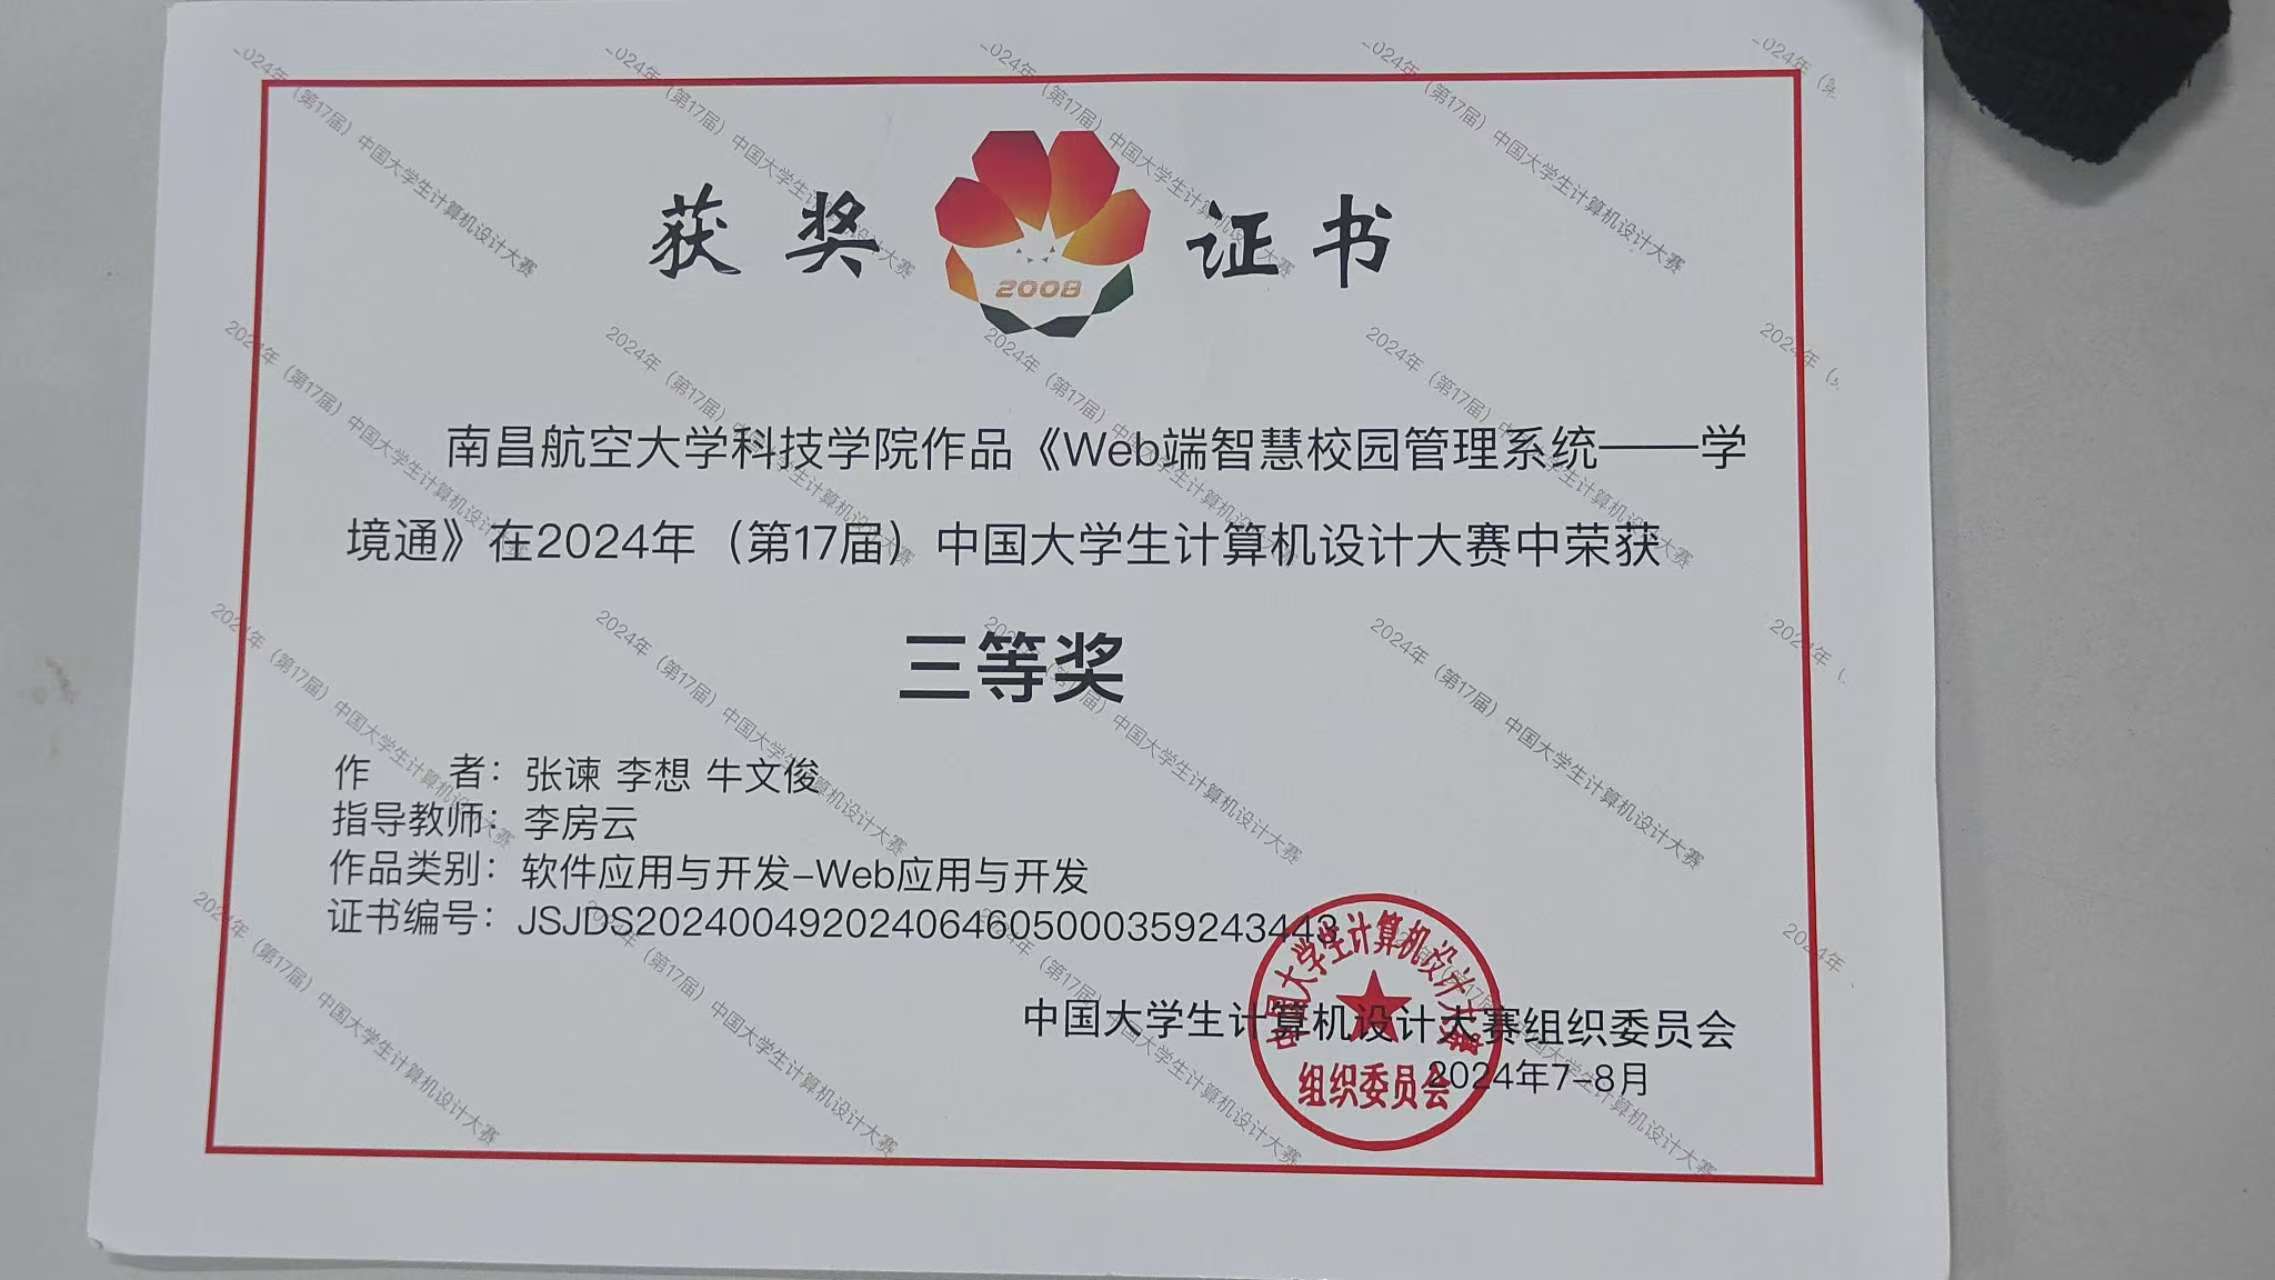 获奖证书
2008
南昌航空大学科技学院作品《Web端智慧校园管理系统——学
境通》在2024年（第17届）中国大学生计算机设计大赛中荣获
三等奖
作　　者：张谏 李想 牛文俊
指导教师：李房云
作品类别：软件应用与开发-Web应用与开发
证书编号：JSJDS20240049202406460500035924344​3
中国大学生计算机设计大赛组织委员会
2024年7-8月
中国大学生计算机设计大赛
组织委员会
2024年（第17届）中国大学生计算机设计大赛